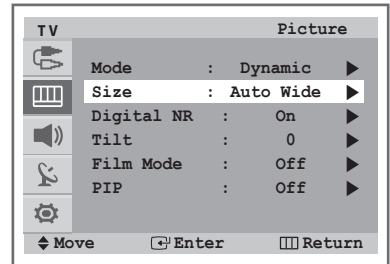 TV Picture
Mode : Dynamic
Size : Auto Wide
Digital NR : On
Tilt : 0
Film Mode : Off
PIP : Off
Move Enter Return